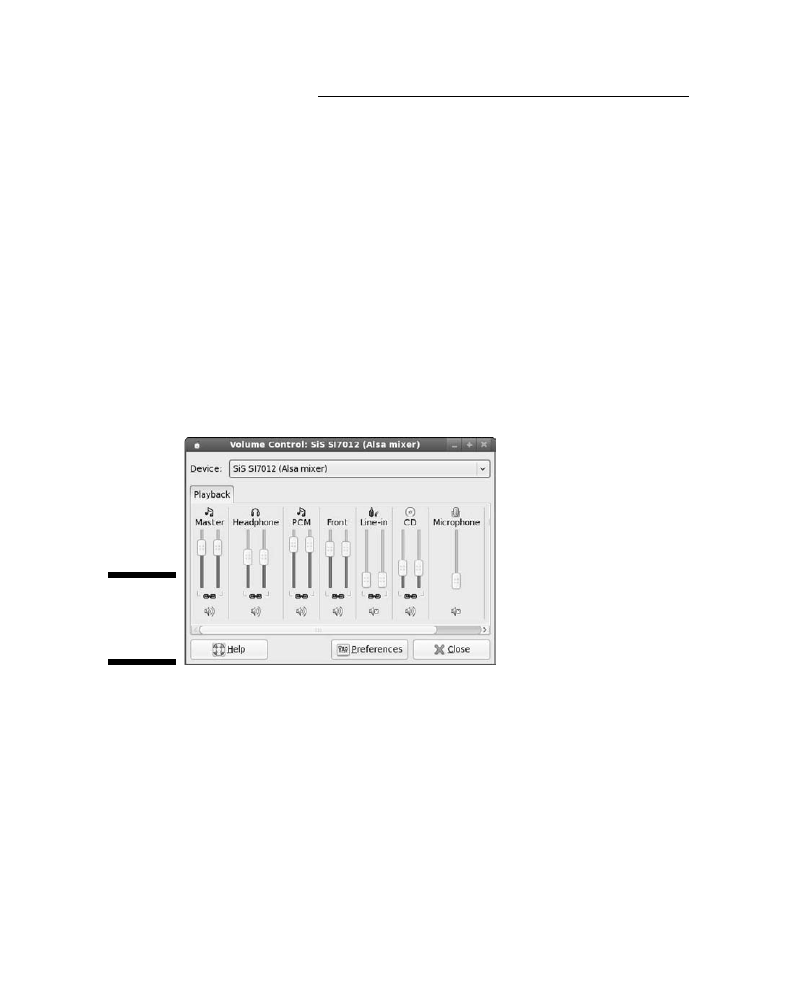 Volume Control: SiS SI7012 (Alsa mixer)
Device: SiS SI7012 (Alsa mixer)
Playback
Master Headphone PCM Front Line-in CD Microphone
Help Preferences Close